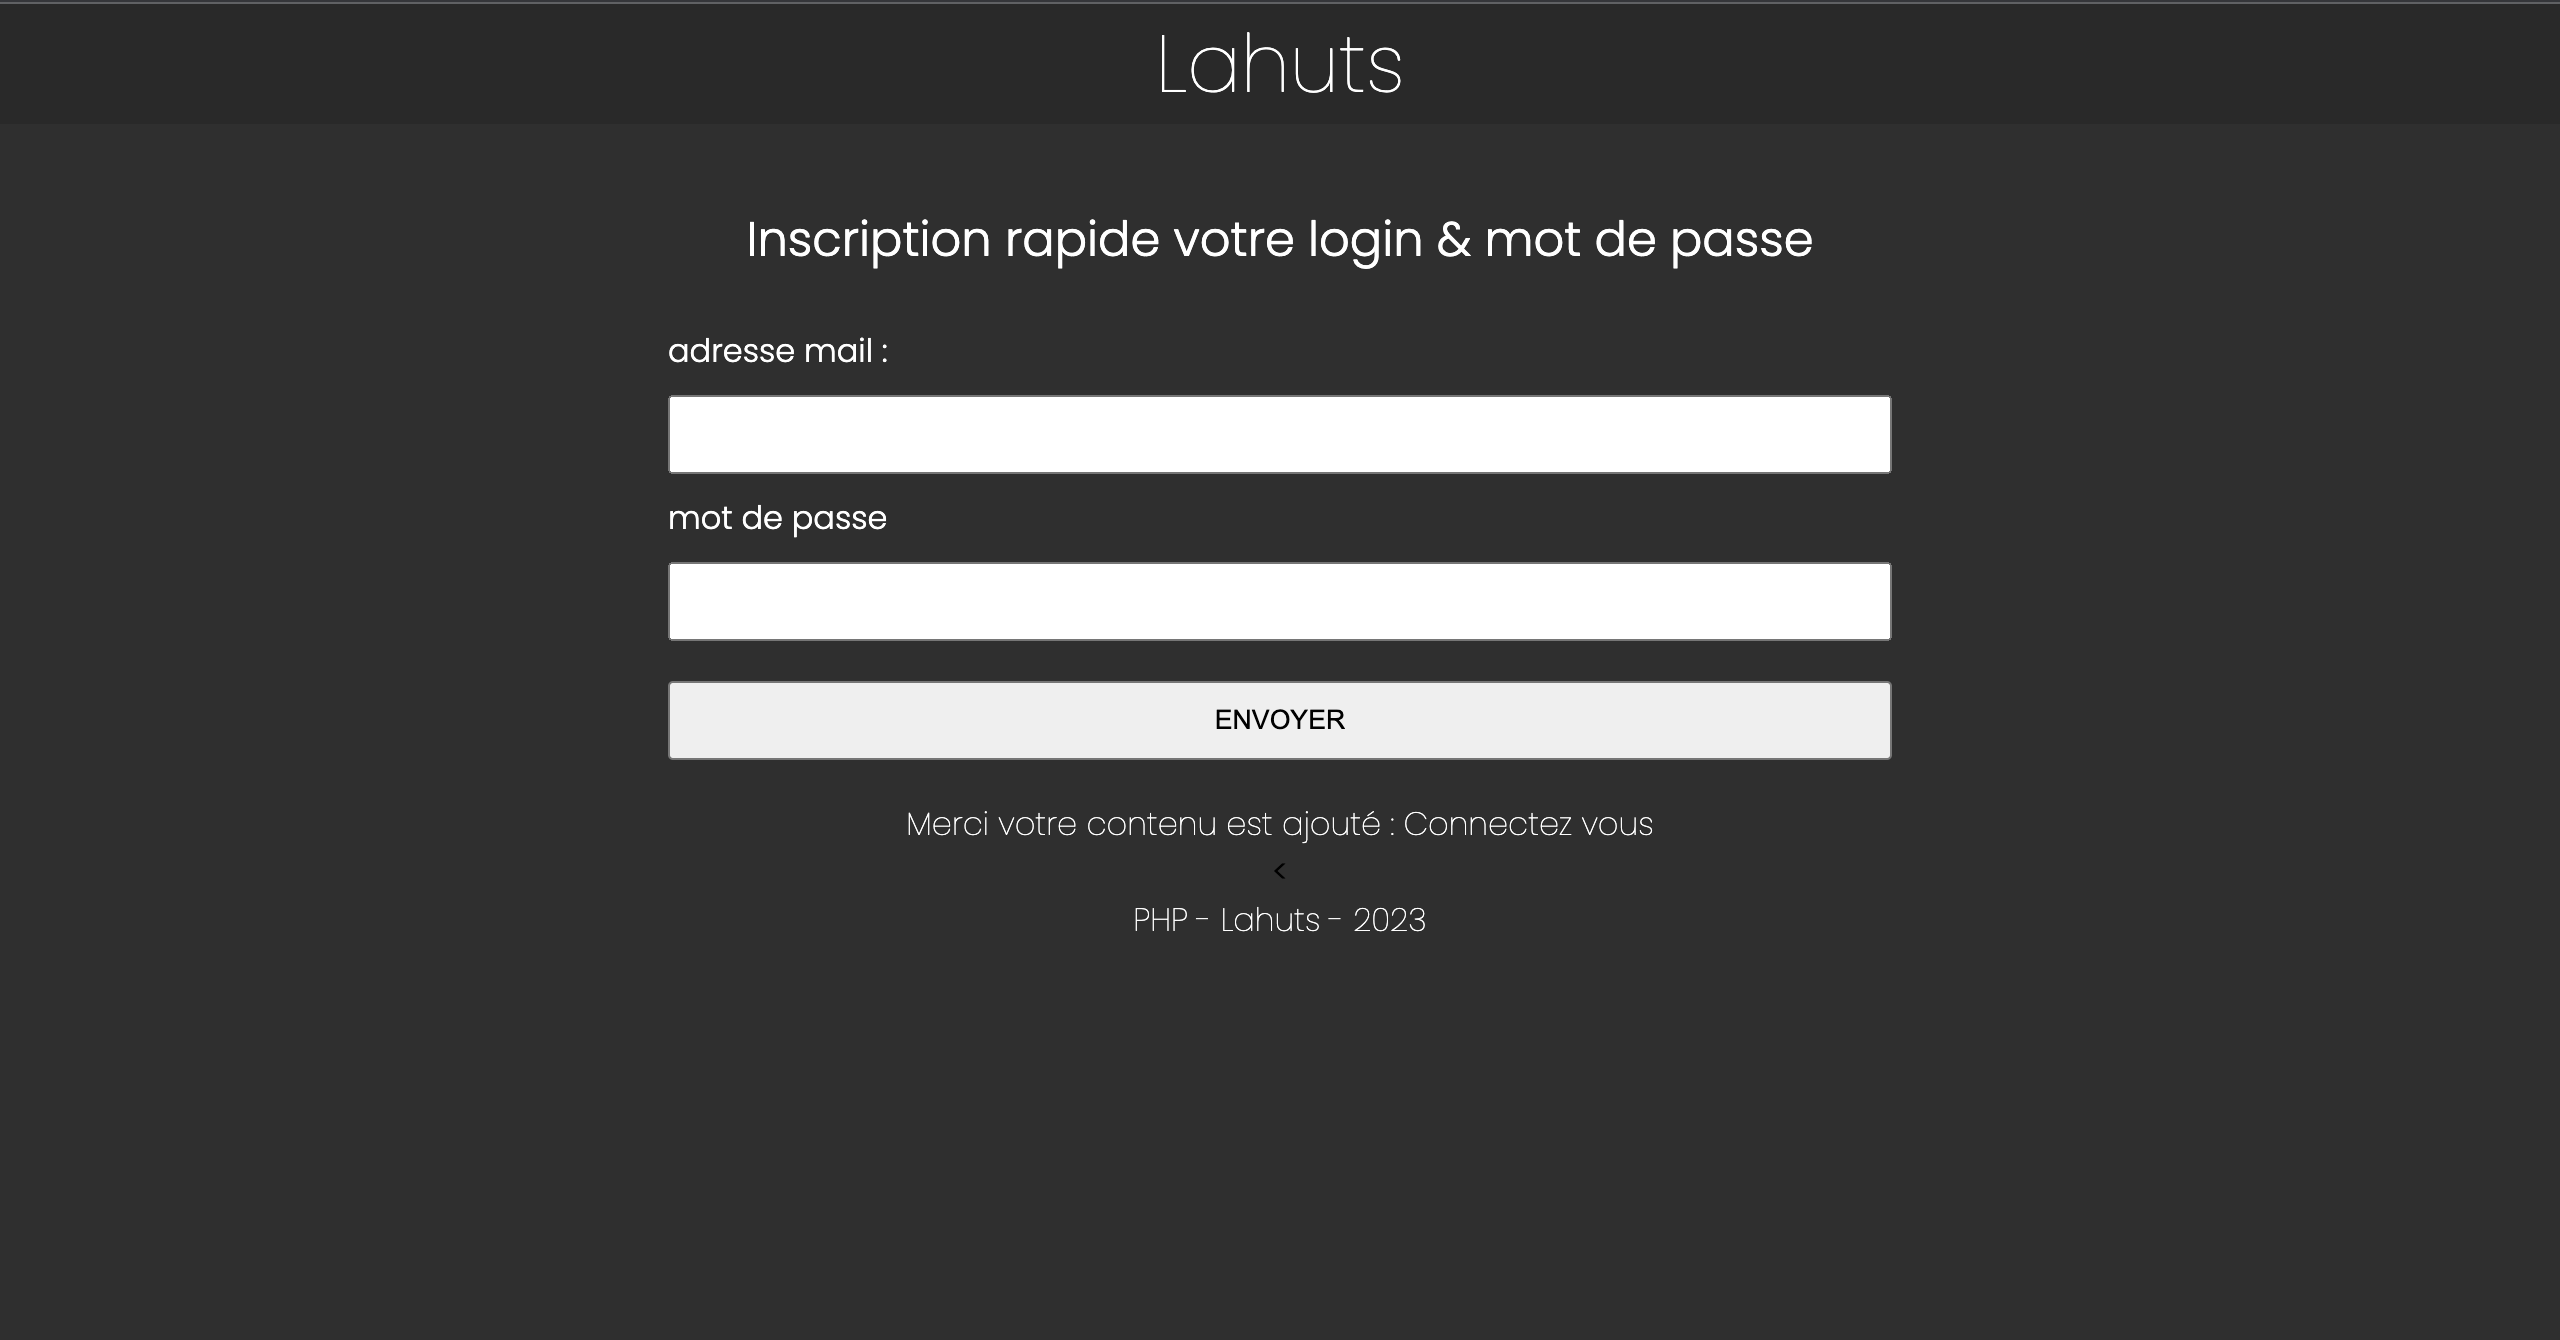 Lahuts
Inscription rapide votre login & mot de passe
adresse mail :
mot de passe
ENVOYER
Merci votre contenu est ajouté : Connectez vous
<
PHP - Lahuts - 2023